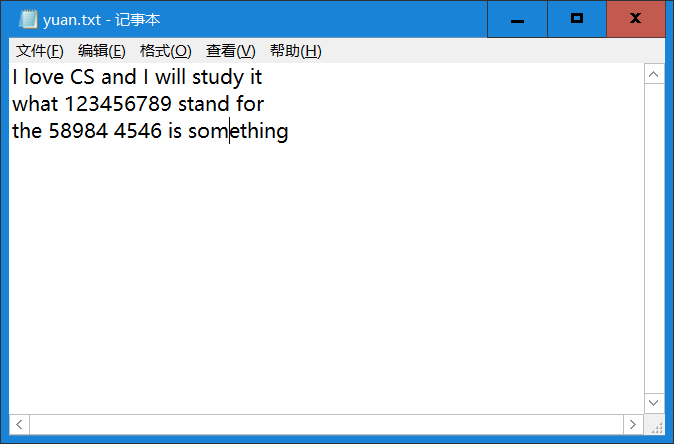 yuan.txt - 记事本
文件(F) 编辑(E) 格式(O) 查看(V) 帮助(H)
I love CS and I will study it
what 123456789 stand for
the 58984 4546 is something